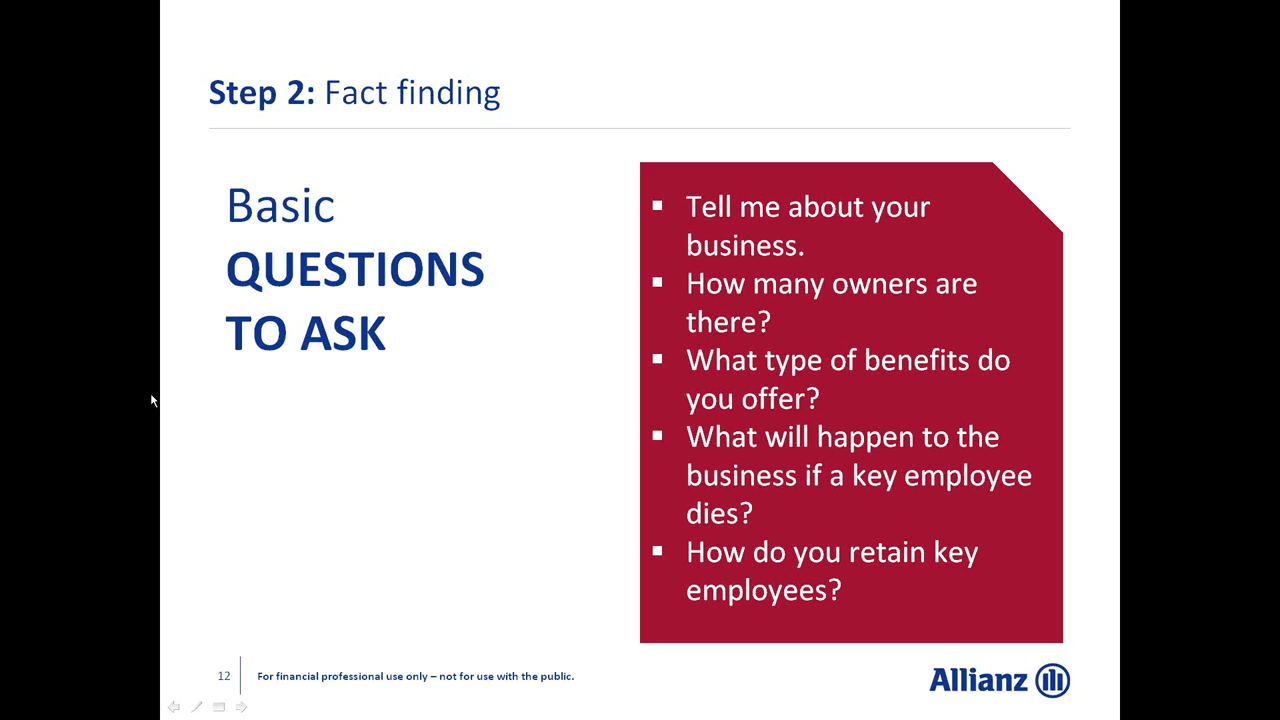 Step 2: Fact finding
Basic
QUESTIONS
TO ASK
▪ Tell me about your
business.
▪ How many owners are
there?
▪ What type of benefits do
you offer?
▪ What will happen to the
business if a key employee
dies?
▪ How do you retain key
employees?
12
For financial professional use only – not for use with the public.
Allianz